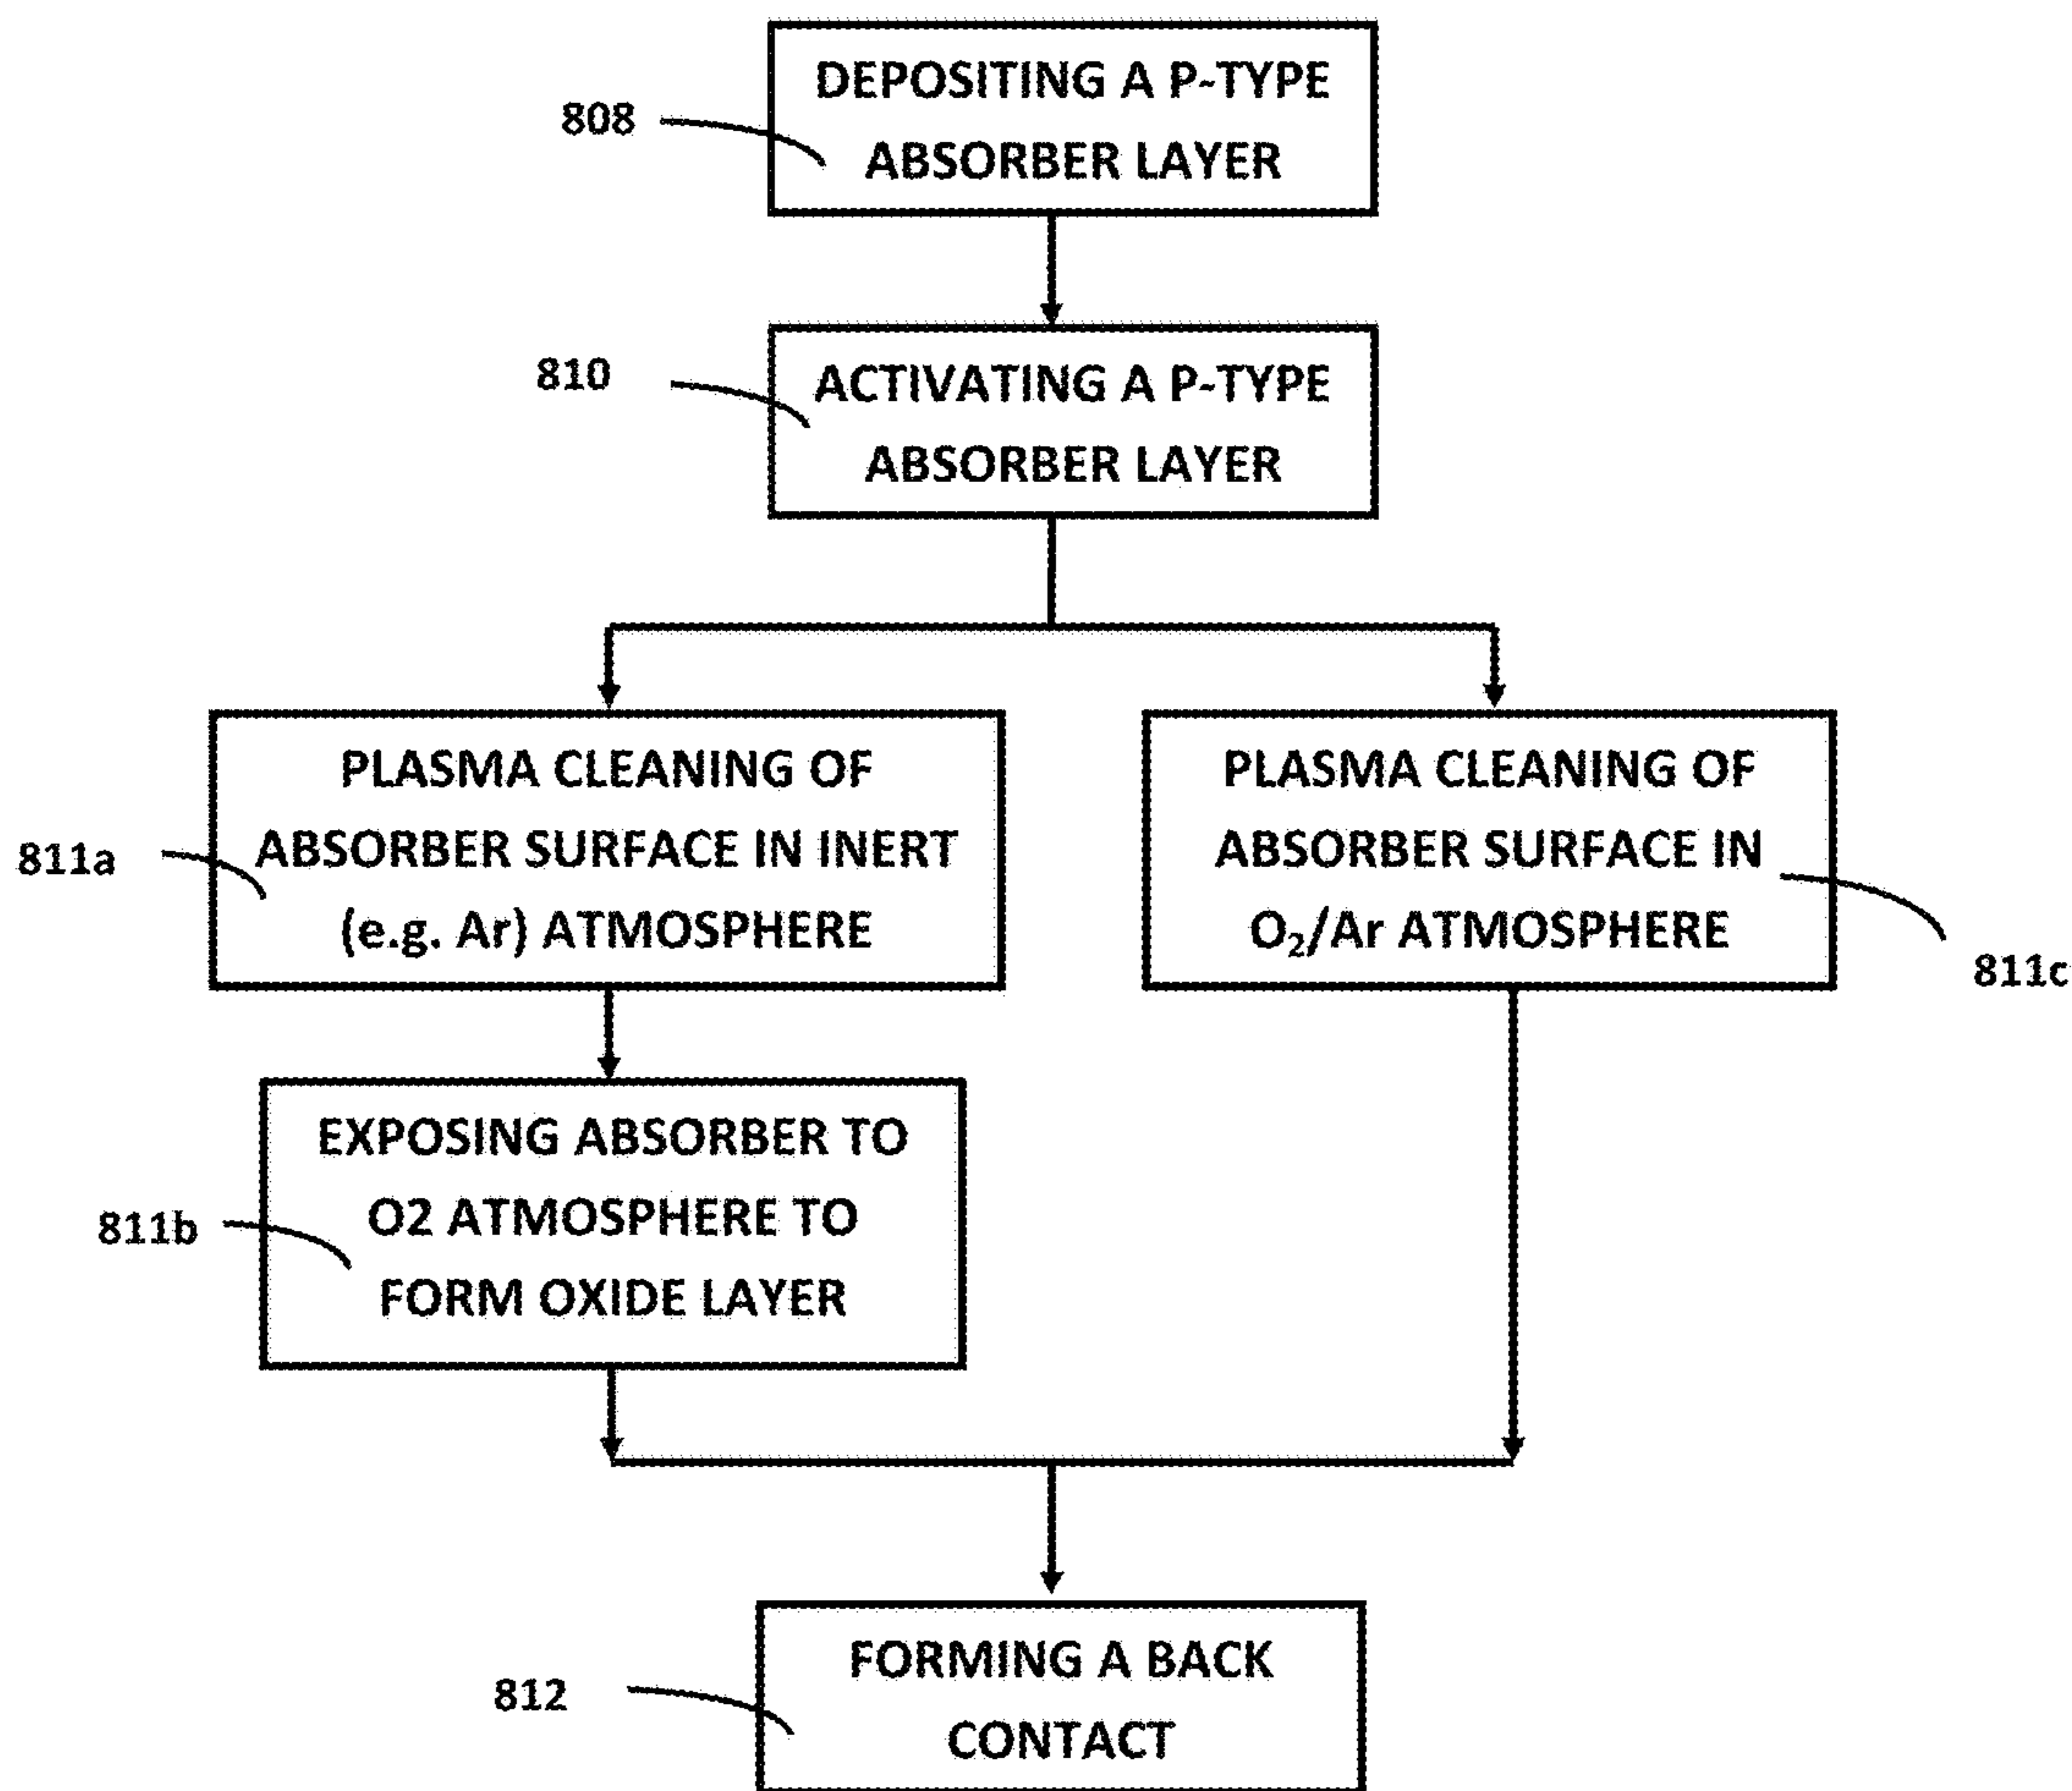 DEPOSITING A P-TYPE
ABSORBER LAYER
808
ACTIVATING A P-TYPE
ABSORBER LAYER
810
PLASMA CLEANING OF
ABSORBER SURFACE IN INERT
(e.g. Ar) ATMOSPHERE
811a
PLASMA CLEANING OF
ABSORBER SURFACE IN
O₂/Ar ATMOSPHERE
811c
EXPOSING ABSORBER TO
O2 ATMOSPHERE TO
FORM OXIDE LAYER
811b
FORMING A BACK
CONTACT
812